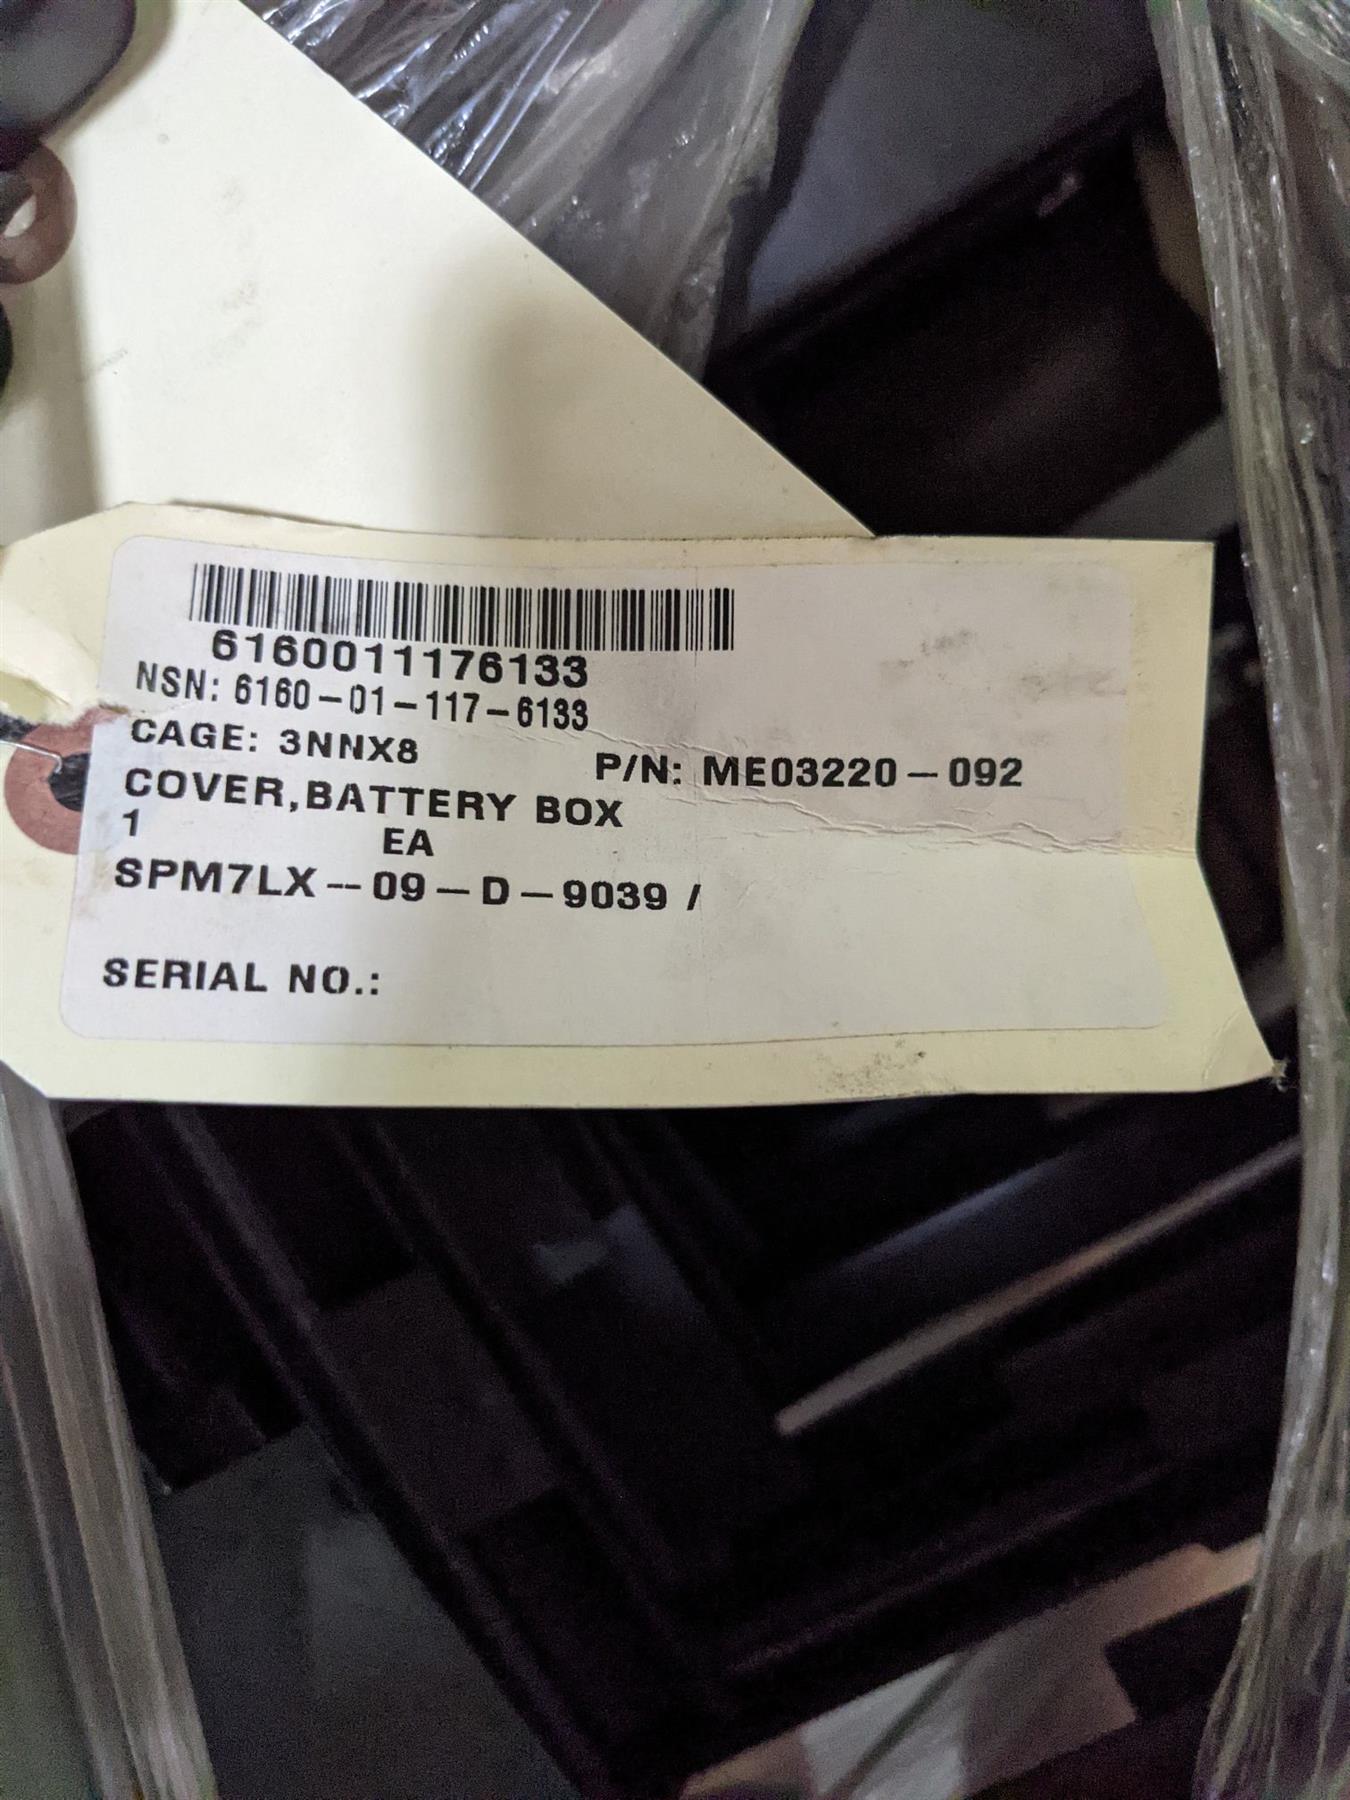 6160011176133
NSN: 6160-01-117-6133
CAGE: 3NNX8 P/N: ME03220-092
COVER,BATTERY BOX
1 EA
SPM7LX--09-D-9039 /
SERIAL NO.: